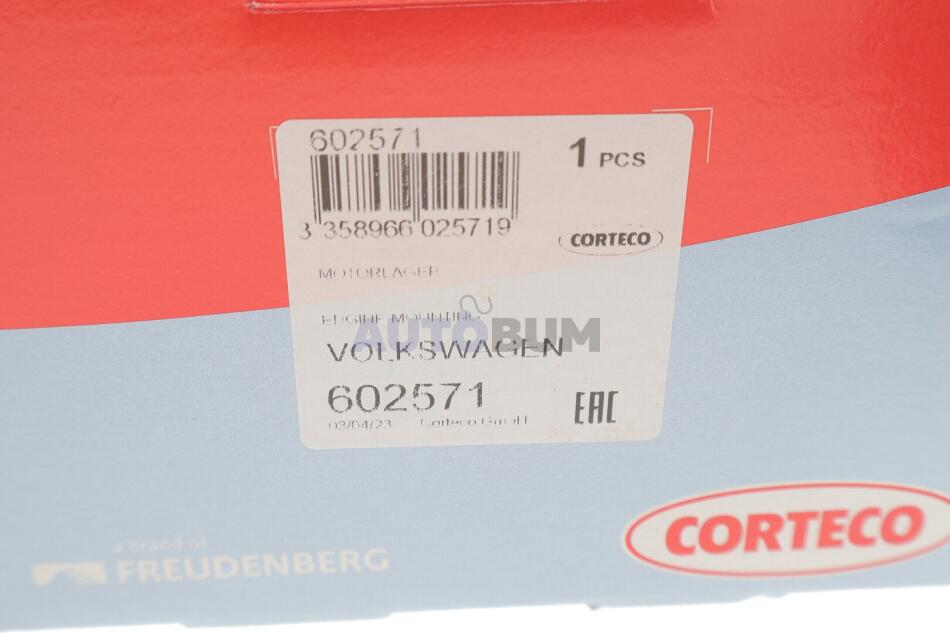 602571
1 PCS
3 358966 025719
CORTECO
MOTORLAGER
ENGINE MOUNTING
AUTOBUM
VOLKSWAGEN
602571
EAC
03/04/23 Corteco GmbH
CORTECO
a brand of
FREUDENBERG